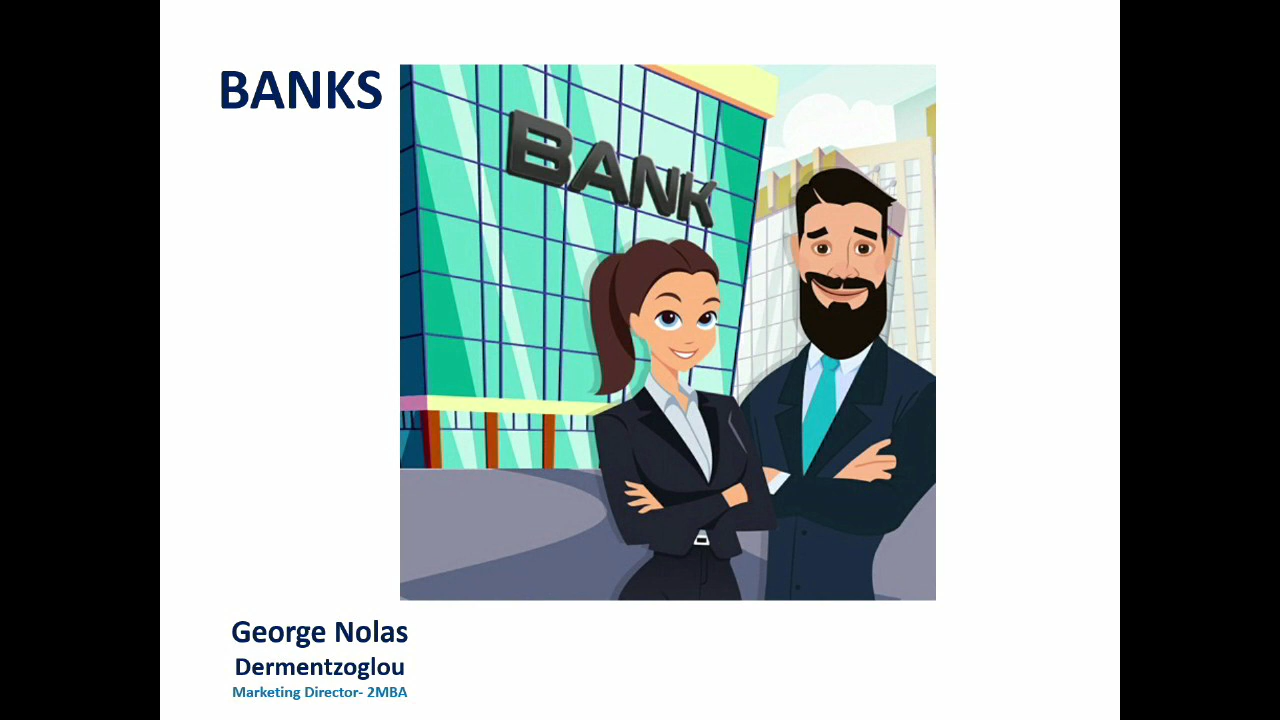 BANKS
BANK
George Nolas
Dermentzoglou
Marketing Director- 2MBA